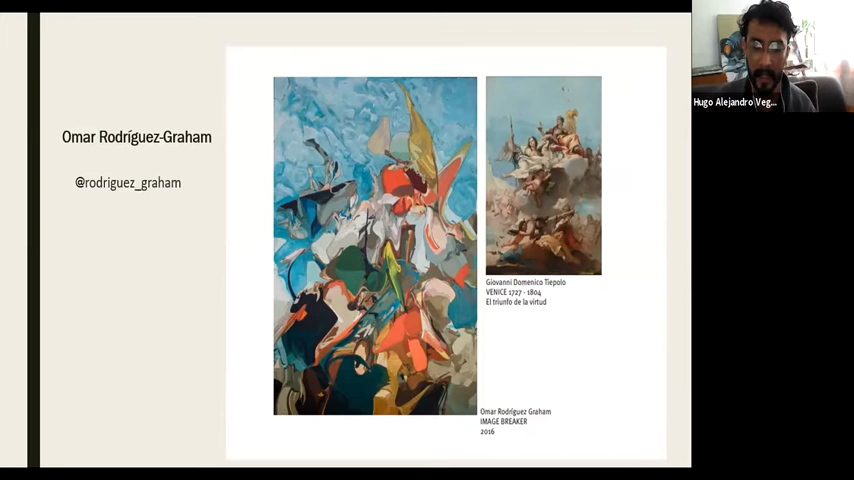 Omar Rodríguez-Graham
@rodriguez_graham
Giovanni Domenico Tiepolo
VENICE 1727 - 1804
El triunfo de la virtud
Omar Rodríguez Graham
IMAGE BREAKER
2016
Hugo Alejandro Veg...